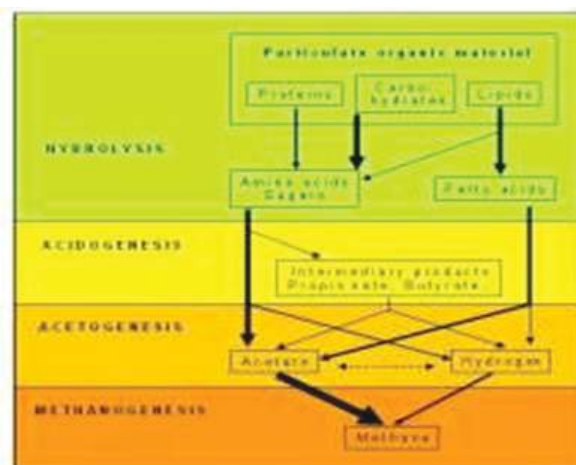 Particulate organic material
Proteins
Carbo-
hydrates
Lipids
HYDROLYSIS
Amino acids
Sugars
Fatty acids
ACIDOGENESIS
Intermediary products
Propionate, Butyrate
ACETOGENESIS
Acetate
Hydrogen
METHANOGENESIS
Methane